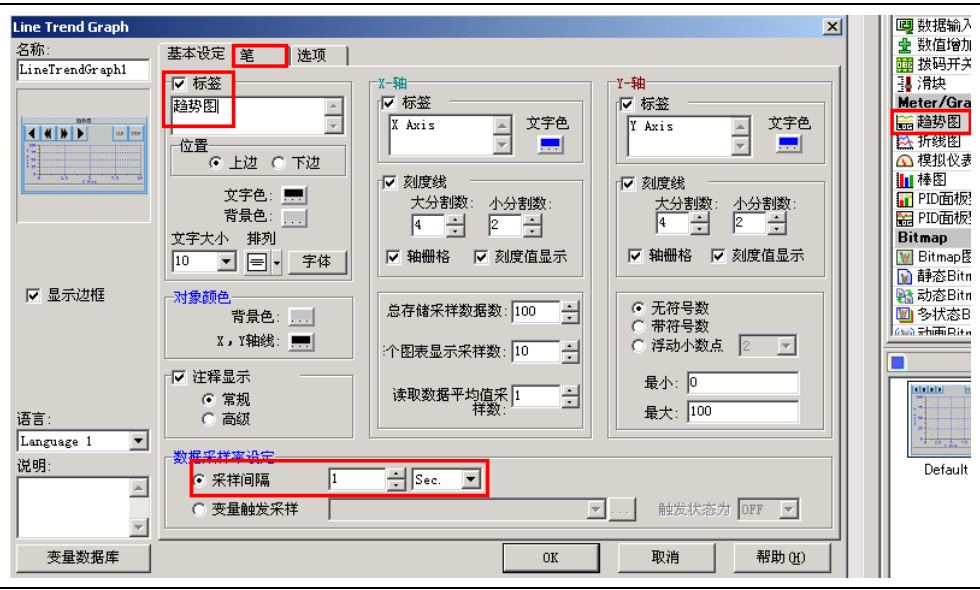 Line Trend Graph
名称:
LineTrendGraph1
显示边框
语言:
Language 1
说明:
变量数据库
基本设定
笔
选项
标签
趋势图
位置
上边
下边
文字色:
背景色:
文字大小
排列
10
字体
对象颜色
背景色:
X，Y轴线:
注释显示
常规
高级
X-轴
标签
X Axis
文字色
刻度线
大分割数:
小分割数:
4
2
轴栅格
刻度值显示
总存储采样数据数:
100
个图表显示采样数:
10
读取数据平均值采
样数:
1
Y-轴
标签
Y Axis
文字色
刻度线
大分割数:
小分割数:
4
2
轴栅格
刻度值显示
无符号数
带符号数
浮动小数点
2
最小:
0
最大:
100
数据采样率设定
采样间隔
1
Sec.
变量触发采样
...
触发状态为
OFF
OK
取消
帮助(H)
数据输入
数值增加
拨码开关
滑块
Meter/Gra
趋势图
折线图
模拟仪表
棒图
PID面板
PID面板
Bitmap
Bitmap图
静态Bitm
动态Bitm
多状态B
动画Bitm
Default